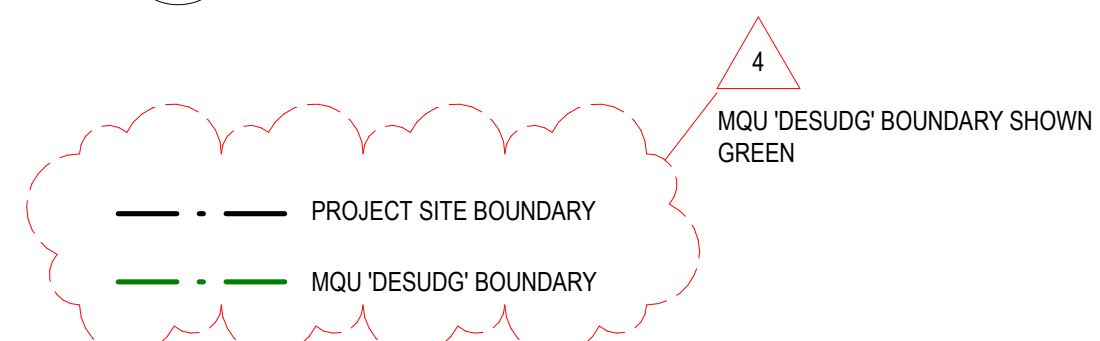 4
MQU 'DESUDG' BOUNDARY SHOWN
GREEN
PROJECT SITE BOUNDARY
MQU 'DESUDG' BOUNDARY